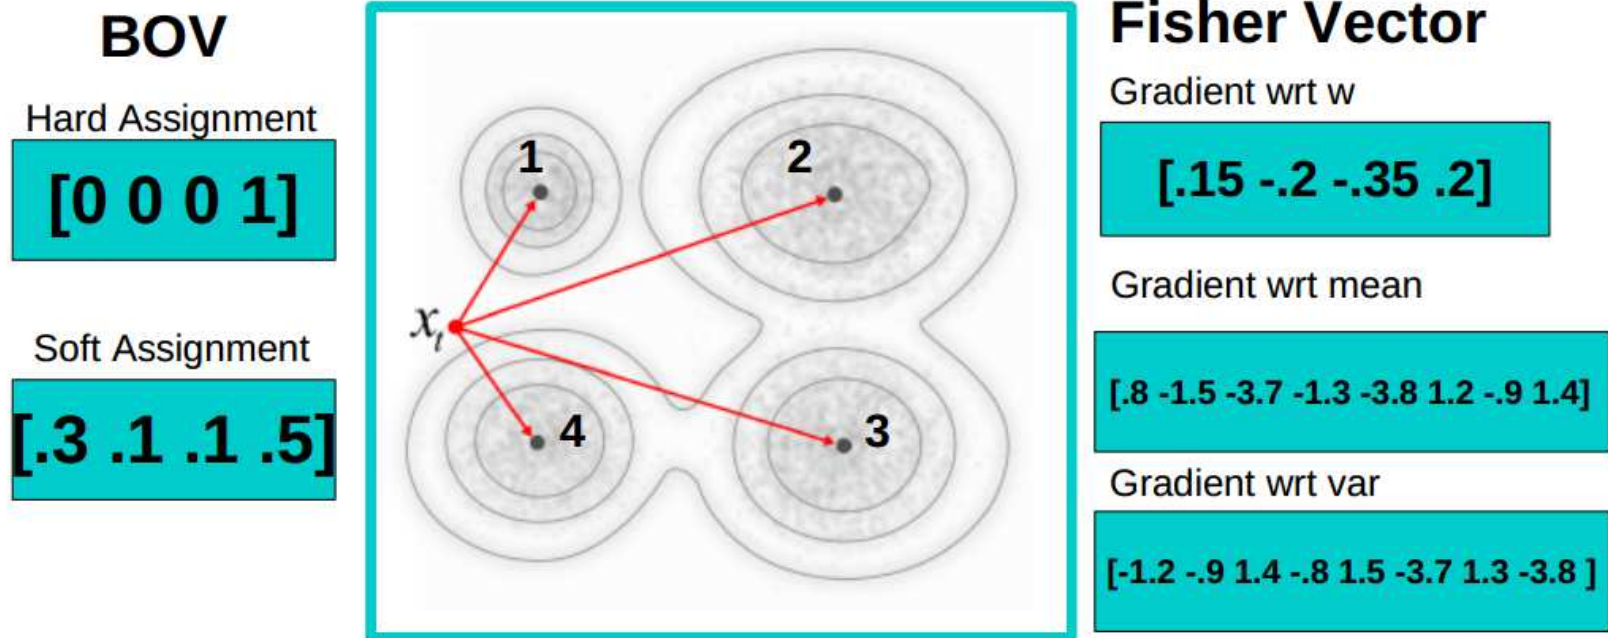 BOV
Hard Assignment
[0 0 0 1]
Soft Assignment
[.3 .1 .1 .5]
1
2
x_t
4
3
Fisher Vector
Gradient wrt w
[.15 -.2 -.35 .2]
Gradient wrt mean
[.8 -1.5 -3.7 -1.3 -3.8 1.2 -.9 1.4]
Gradient wrt var
[-1.2 -.9 1.4 -.8 1.5 -3.7 1.3 -3.8 ]